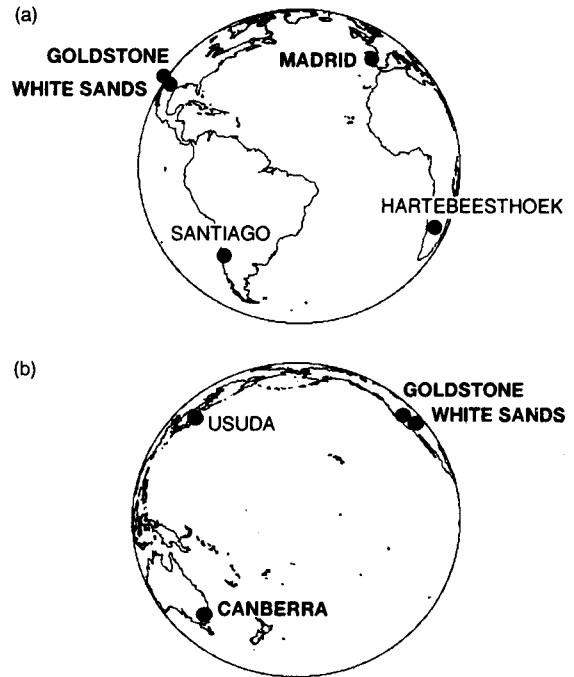 (a)
GOLDSTONE
WHITE SANDS
MADRID
HARTEBEESTHOEK
SANTIAGO
(b)
GOLDSTONE
WHITE SANDS
USUDA
CANBERRA